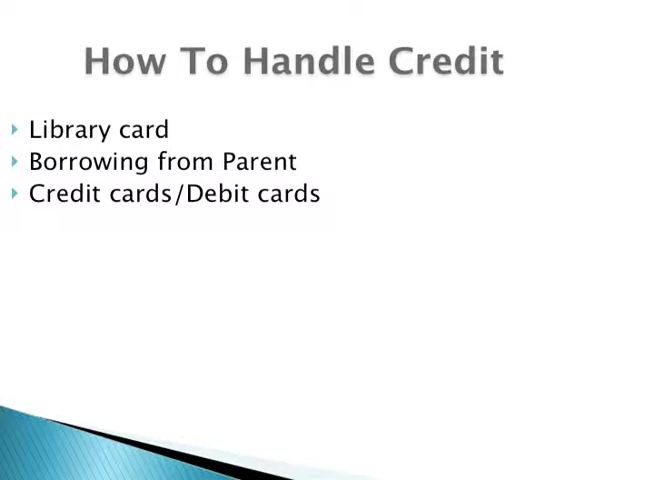 How To Handle Credit
Library card
Borrowing from Parent
Credit cards/Debit cards